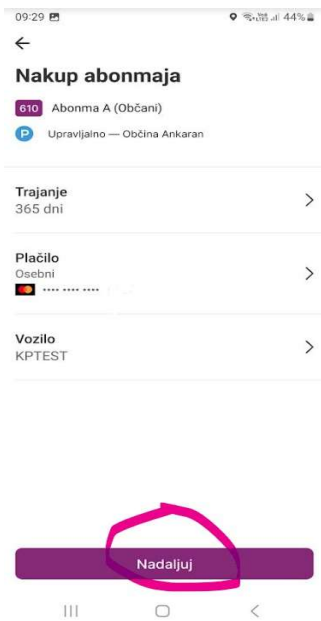 09:29 44%
Nakup abonmaja
610 Abonma A (Občani)
P Upravljalno — Občina Ankaran
Trajanje
365 dni
Plačilo
Osebni
•••• •••• ••••
Vozilo
KPTEST
Nadaljuj